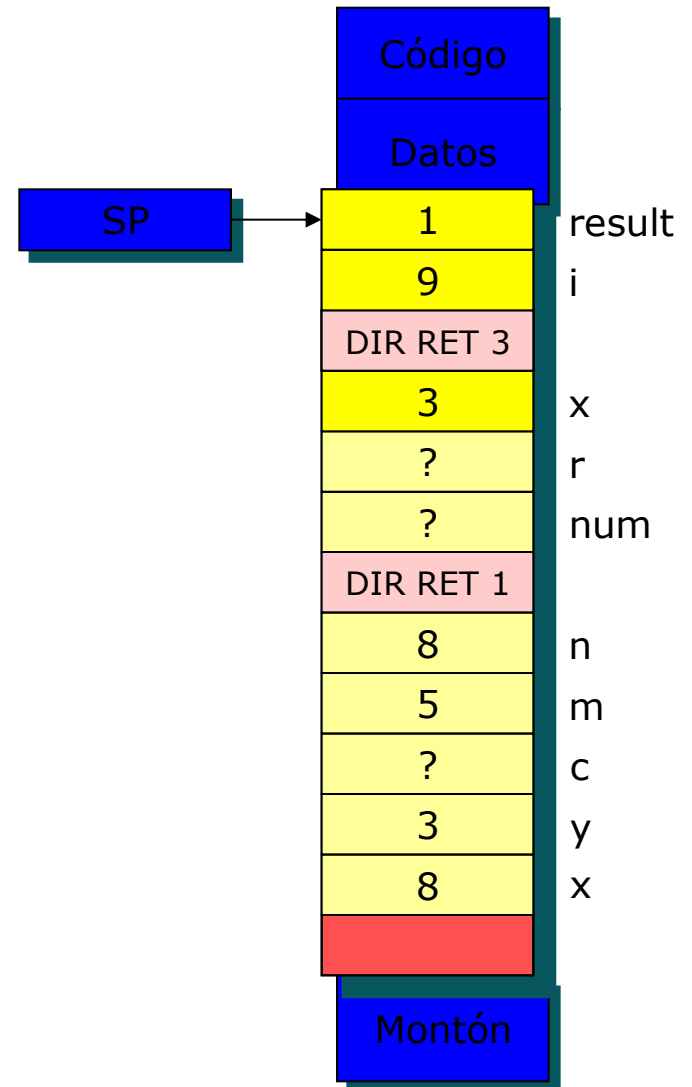 Código
Datos
SP
1 result
9 i
DIR RET 3
3 x
? r
? num
DIR RET 1
8 n
5 m
? c
3 y
8 x
Montón